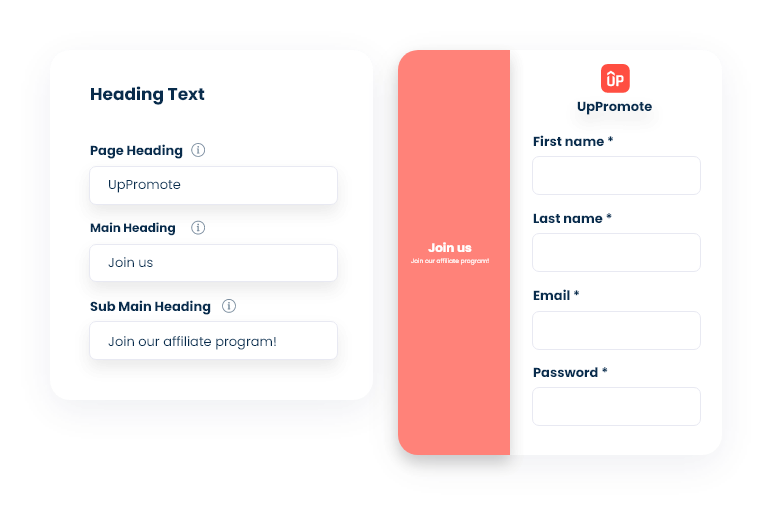 Heading Text
Page Heading
UpPromote
Main Heading
Join us
Sub Main Heading
Join our affiliate program!
Join us
Join our affiliate program!
UP
UpPromote
First name *
Last name *
Email *
Password *